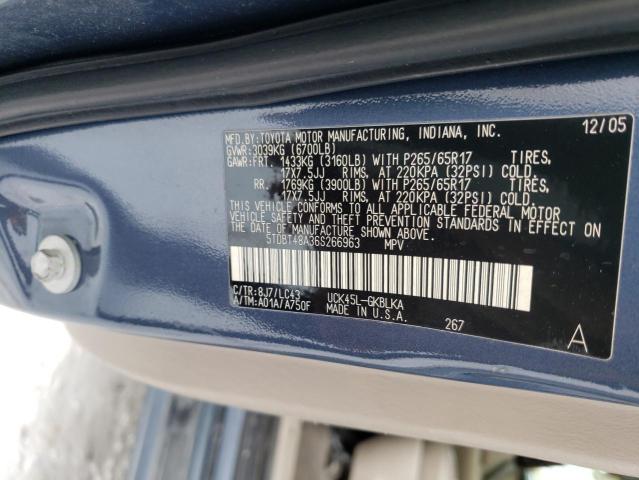 MFD.BY:TOYOTA MOTOR MANUFACTURING, INDIANA, INC. 12/05
GVWR:3039KG (6700LB)
GAWR:FRT. 1433KG (3160LB) WITH P265/65R17 TIRES,
17X7.5JJ RIMS, AT 220KPA (32PSI) COLD.
RR. 1769KG (3900LB) WITH P265/65R17 TIRES,
17X7.5JJ RIMS, AT 220KPA (32PSI) COLD.
THIS VEHICLE CONFORMS TO ALL APPLICABLE FEDERAL MOTOR
VEHICLE SAFETY AND THEFT PREVENTION STANDARDS IN EFFECT
ON THE DATE OF MANUFACTURE SHOWN ABOVE.
5TDBT48A36S266963 MPV
C/TR:8J7/LC43 UCK45L-GKBLKA
A/TM:A01A/A750F MADE IN U.S.A. 267 A